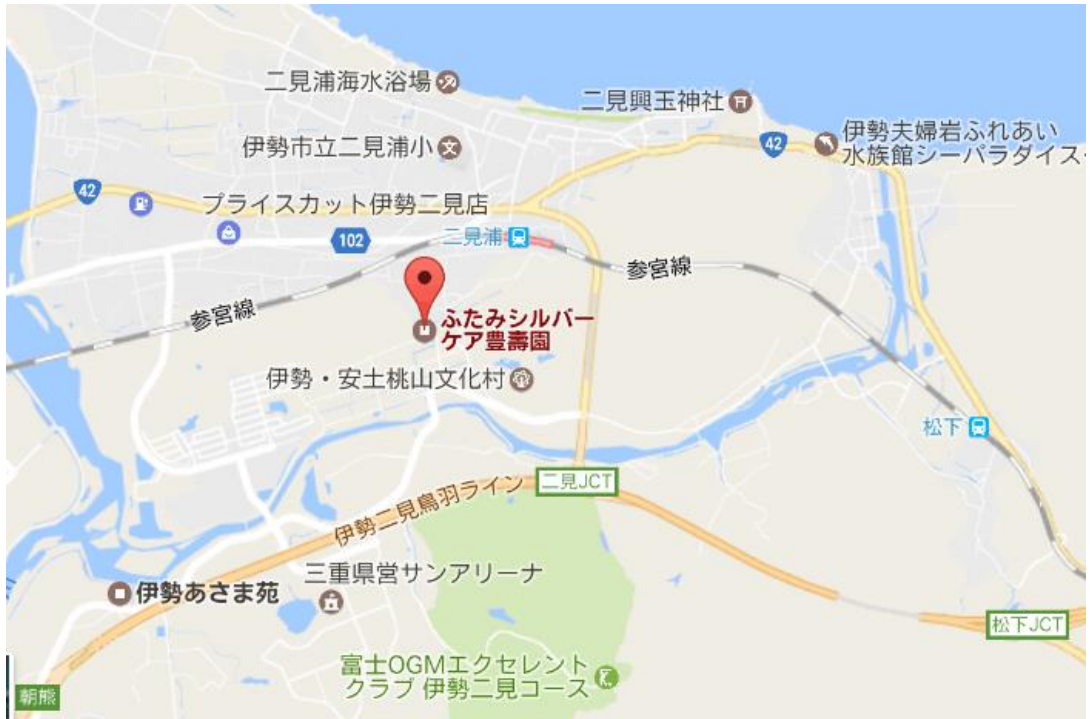 二見浦海水浴場
二見興玉神社
42
伊勢夫婦岩ふれあい
水族館シーパラダイス
伊勢市立二見浦小
文
42
プライスカット伊勢二見店
102
二見浦
参宮線
参宮線
ふたみシルバー
ケア豊壽園
伊勢・安土桃山文化村
松下
二見JCT
伊勢二見鳥羽ライン
三重県営サンアリーナ
伊勢あさま苑
松下JCT
富士OGMエクセレント
クラブ 伊勢二見コース
朝熊